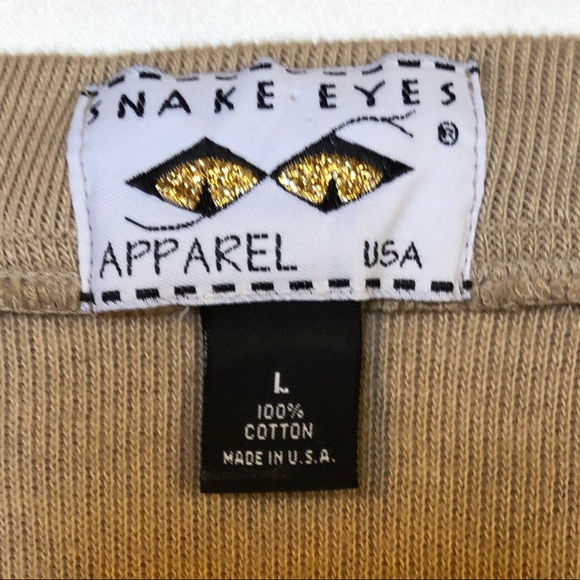 SNAKE EYES
®
APPAREL USA
L
100%
COTTON
MADE IN U.S.A.